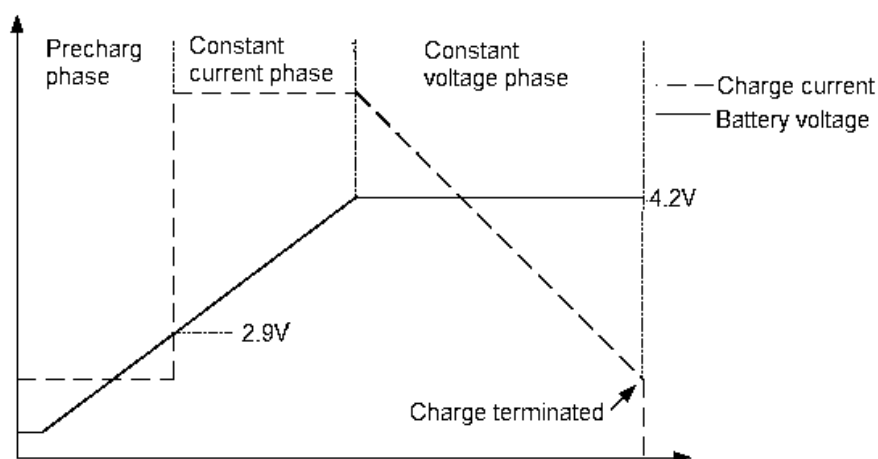 Precharg
phase
Constant
current phase
Constant
voltage phase
Charge current
Battery voltage
4.2V
2.9V
Charge terminated